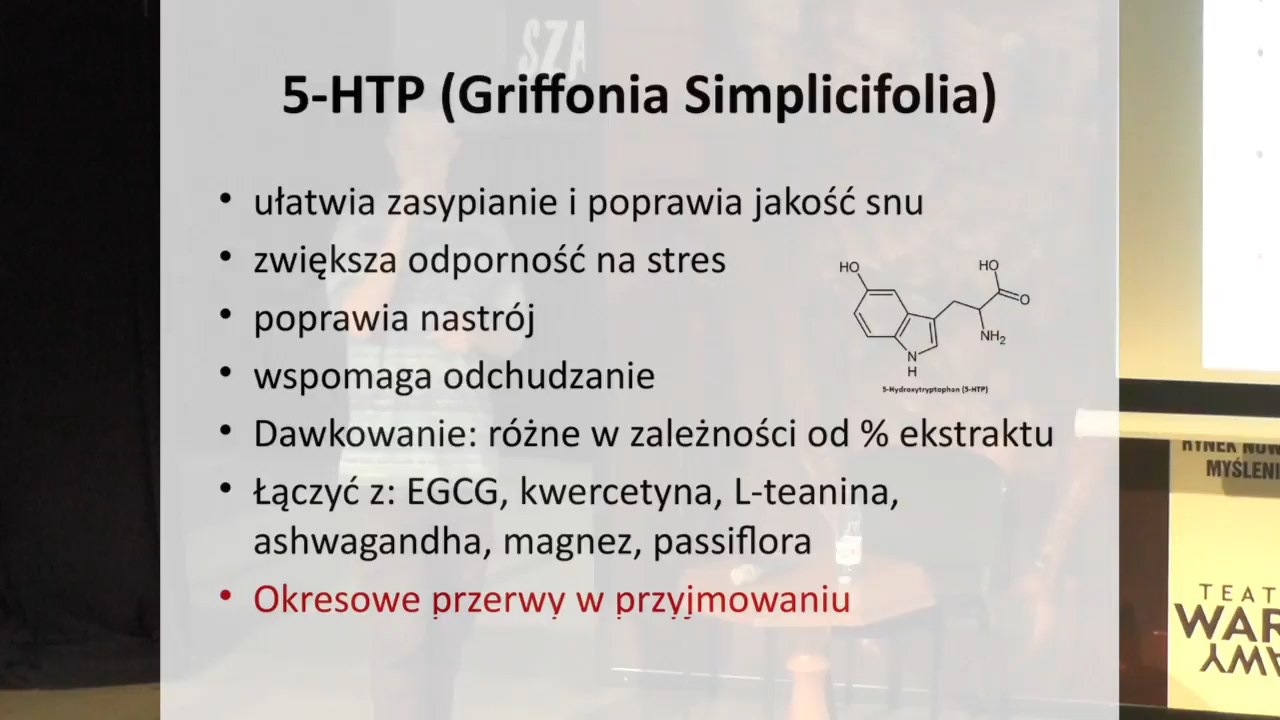 SZA
5-HTP (Griffonia Simplicifolia)
• ułatwia zasypianie i poprawia jakość snu
• zwiększa odporność na stres
• poprawia nastrój
• wspomaga odchudzanie
• Dawkowanie: różne w zależności od % ekstraktu
• Łączyć z: EGCG, kwercetyna, L-teanina,
ashwagandha, magnez, passiflora
• Okresowe przerwy w przyjmowaniu
HO
HO
O
NH₂
N
H
5-Hydroxytryptophan (5-HTP)
RYNEK NOW
MYŚLENI
TEAT
WAR